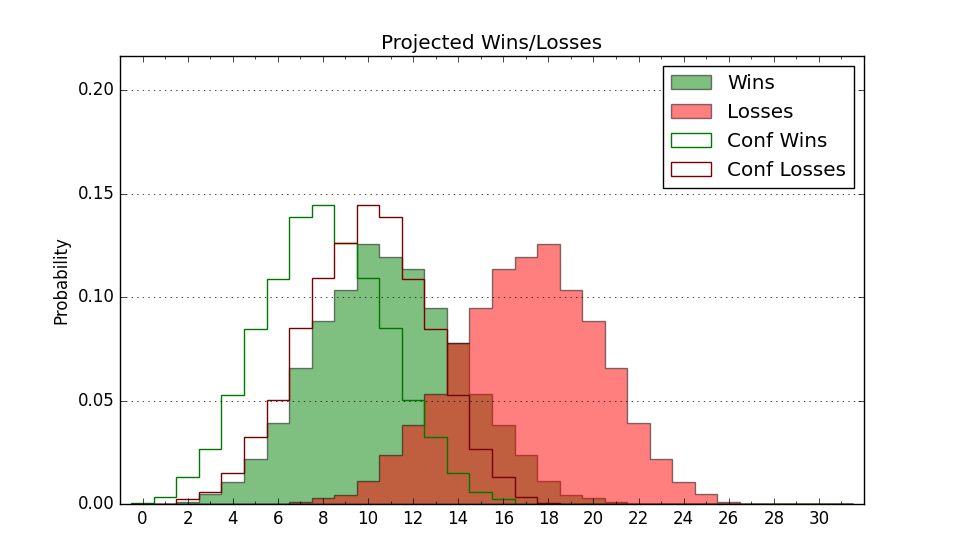 Projected Wins/Losses
Wins
Losses
Conf Wins
Conf Losses
Probability
0.20
0.15
0.10
0.05
0.00
0 2 4 6 8 10 12 14 16 18 20 22 24 26 28 30